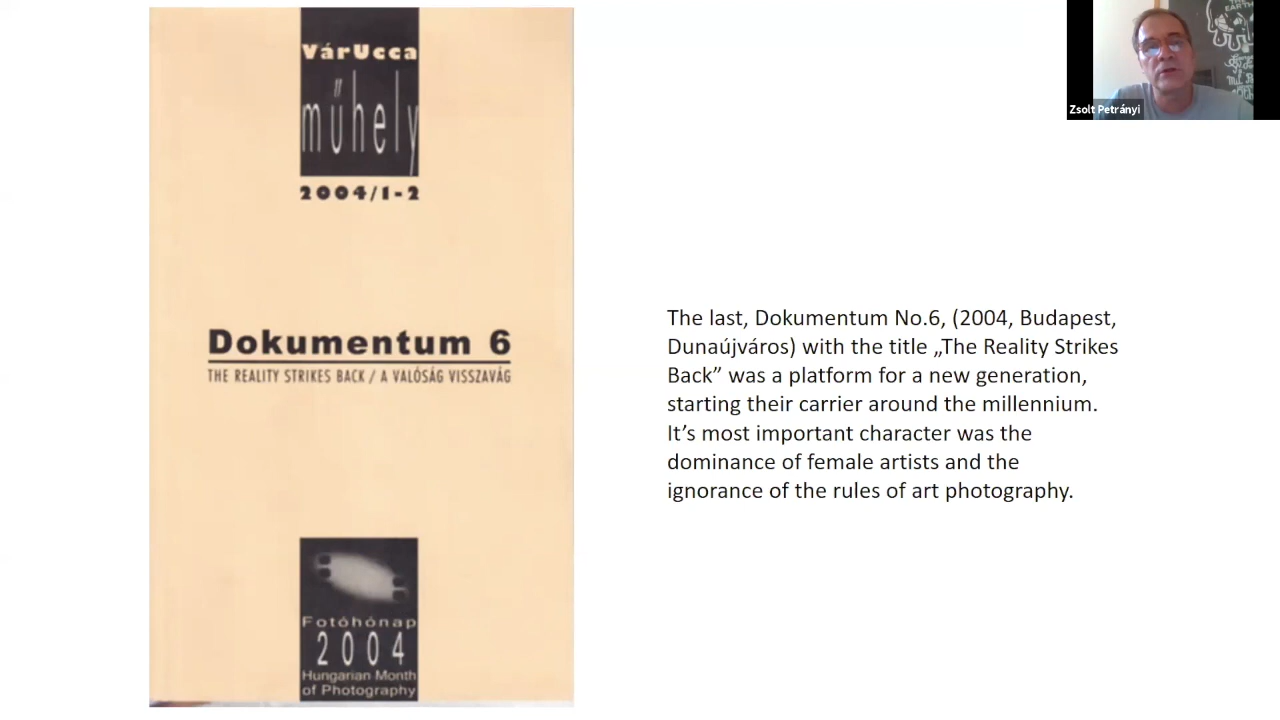 VárUcca
műhely
2004/1-2
Dokumentum 6
THE REALITY STRIKES BACK / A VALÓSÁG VISSZAVÁG
Fotóhónap
2004
Hungarian Month
of Photography
The last, Dokumentum No.6, (2004, Budapest,
Dunaújváros) with the title „The Reality Strikes
Back” was a platform for a new generation,
starting their carrier around the millennium.
It’s most important character was the
dominance of female artists and the
ignorance of the rules of art photography.
Zsolt Petrányi